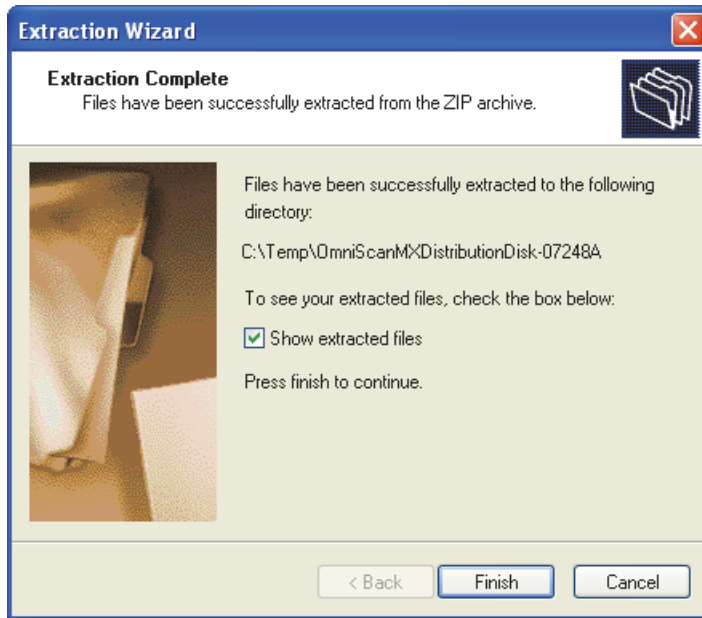 Extraction Wizard
Extraction Complete
Files have been successfully extracted from the ZIP archive.
Files have been successfully extracted to the following
directory:
C:\Temp\OmniScanMXDistributionDisk-07248A
To see your extracted files, check the box below:
Show extracted files
Press finish to continue.
< Back
Finish
Cancel